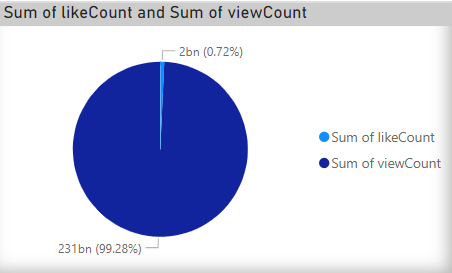 Sum of likeCount and Sum of viewCount
2bn (0.72%)
Sum of likeCount
Sum of viewCount
231bn (99.28%)